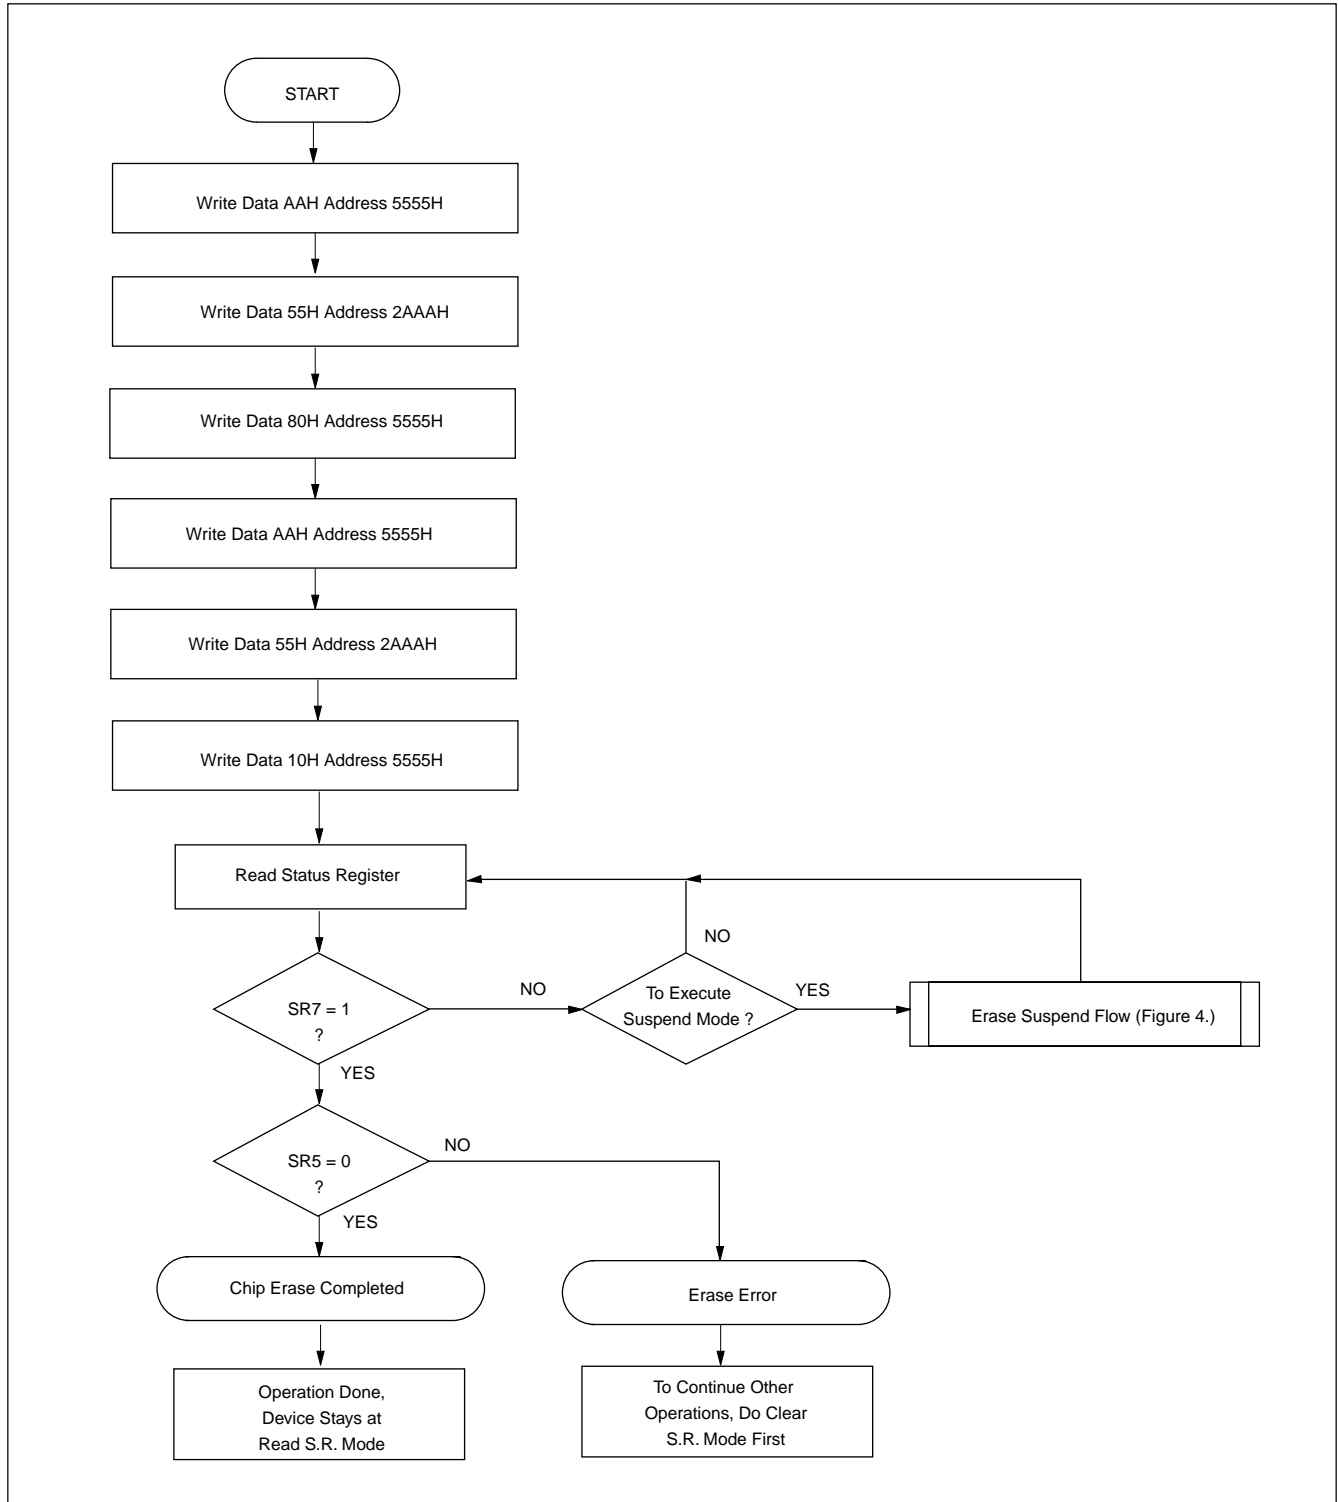 START
Write Data AAH Address 5555H
Write Data 55H Address 2AAAH
Write Data 80H Address 5555H
Write Data AAH Address 5555H
Write Data 55H Address 2AAAH
Write Data 10H Address 5555H
Read Status Register
NO
SR7 = 1
?
NO
To Execute
Suspend Mode ?
YES
Erase Suspend Flow (Figure 4.)
YES
SR5 = 0
?
NO
YES
Chip Erase Completed
Erase Error
Operation Done,
Device Stays at
Read S.R. Mode
To Continue Other
Operations, Do Clear
S.R. Mode First